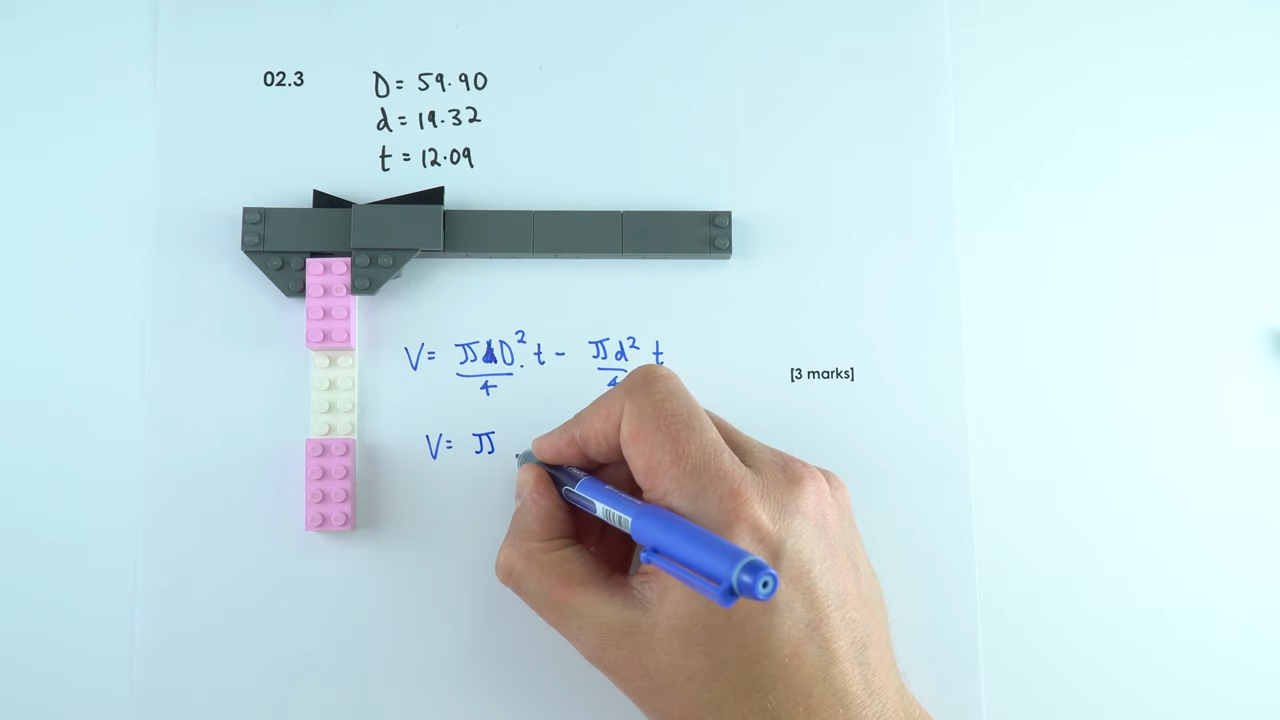 02.3
D = 59.90
d = 19.32
t = 12.09
V = πD²/4 . t - πd²/4 t
[3 marks]
V = π